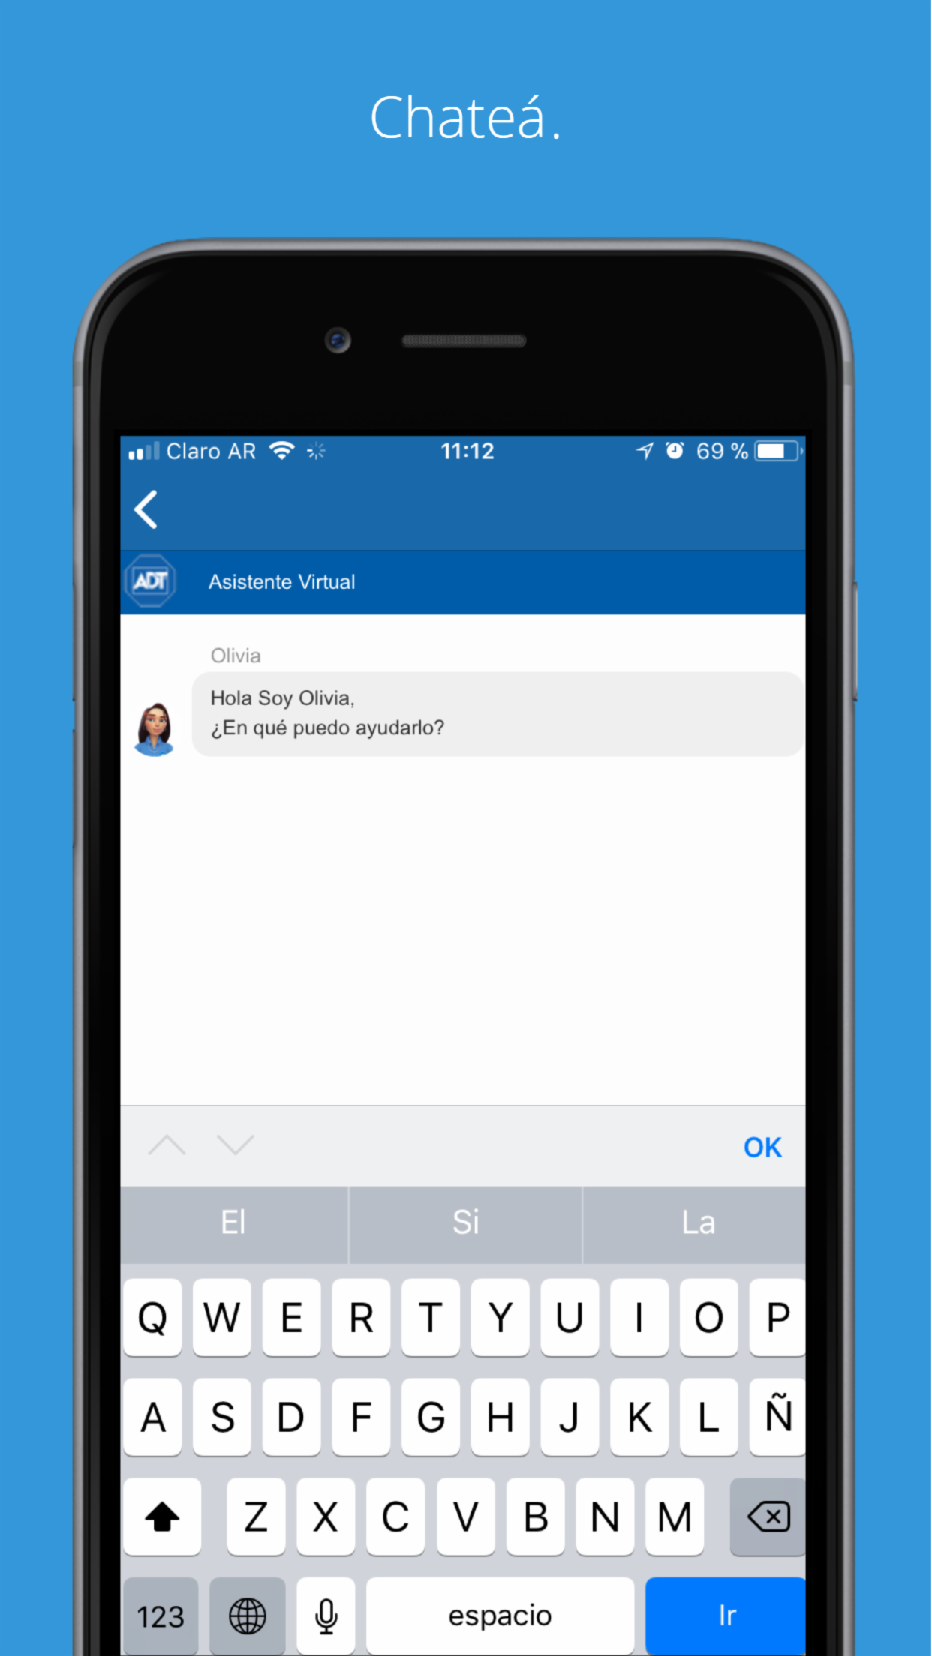 Chateá.
Claro AR 11:12 69 %
ADT Asistente Virtual
Olivia
Hola Soy Olivia,
¿En qué puedo ayudarlo?
OK
El Si La
Q W E R T Y U I O P
A S D F G H J K L Ñ
Z X C V B N M
123 espacio Ir